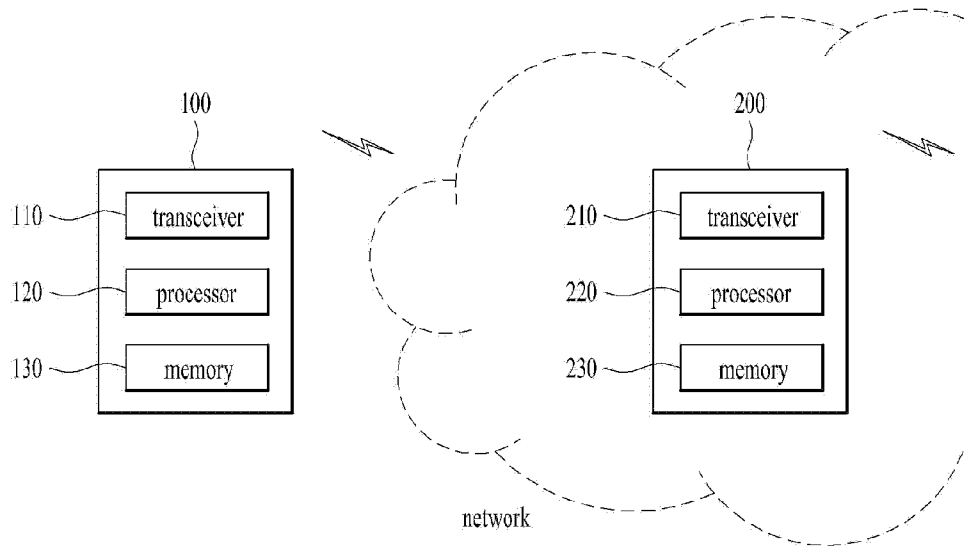 100
200
110
transceiver
210
transceiver
120
processor
220
processor
130
memory
230
memory
network